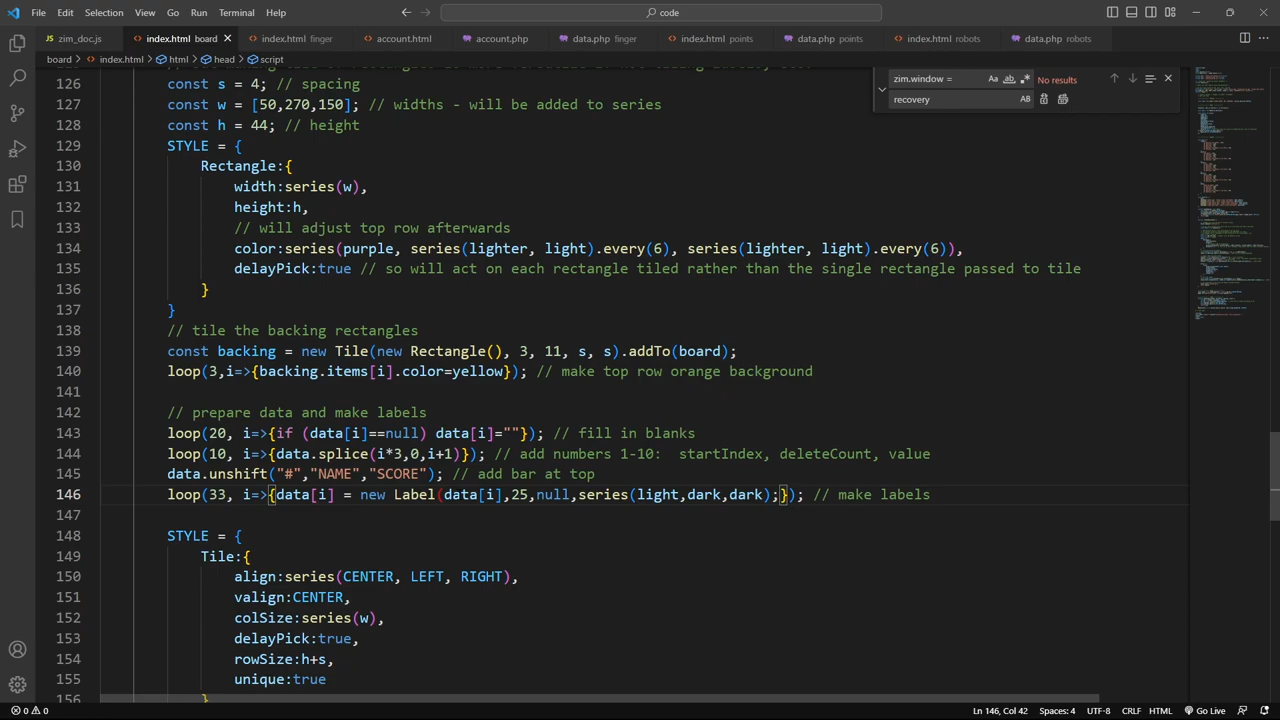 File Edit Selection View Go Run Terminal Help
code
zim_doc.js index.html board index.html finger account.html account.php data.php finger index.html points data.php points index.html robots data.php robots
board > index.html > html > head > script
zim.window =
Aa ab .* No results
recovery
AB
126 const s = 4; // spacing
127 const w = [50,270,150]; // widths - will be added to series
128 const h = 44; // height
129 STYLE = {
130 Rectangle:{
131 width:series(w),
132 height:h,
133 // will adjust top row afterwards
134 color:series(purple, series(lighter, light).every(6), series(lighter, light).every(6)),
135 delayPick:true // so will act on each rectangle tiled rather than the single rectangle passed to tile
136 }
137 }
138 // tile the backing rectangles
139 const backing = new Tile(new Rectangle(), 3, 11, s, s).addTo(board);
140 loop(3,i=>{backing.items[i].color=yellow}); // make top row orange background
141
142 // prepare data and make labels
143 loop(20, i=>{if (data[i]==null) data[i]=""}); // fill in blanks
144 loop(10, i=>{data.splice(i*3,0,i+1)}); // add numbers 1-10: startIndex, deleteCount, value
145 data.unshift("#","NAME","SCORE"); // add bar at top
146 loop(33, i=>{data[i] = new Label(data[i],25,null,series(light,dark,dark);}); // make labels
147
148 STYLE = {
149 Tile:{
150 align:series(CENTER, LEFT, RIGHT),
151 valign:CENTER,
152 colSize:series(w),
153 delayPick:true,
154 rowSize:h+s,
155 unique:true
156 }
0 0 Ln 146, Col 42 Spaces: 4 UTF-8 CRLF HTML Go Live